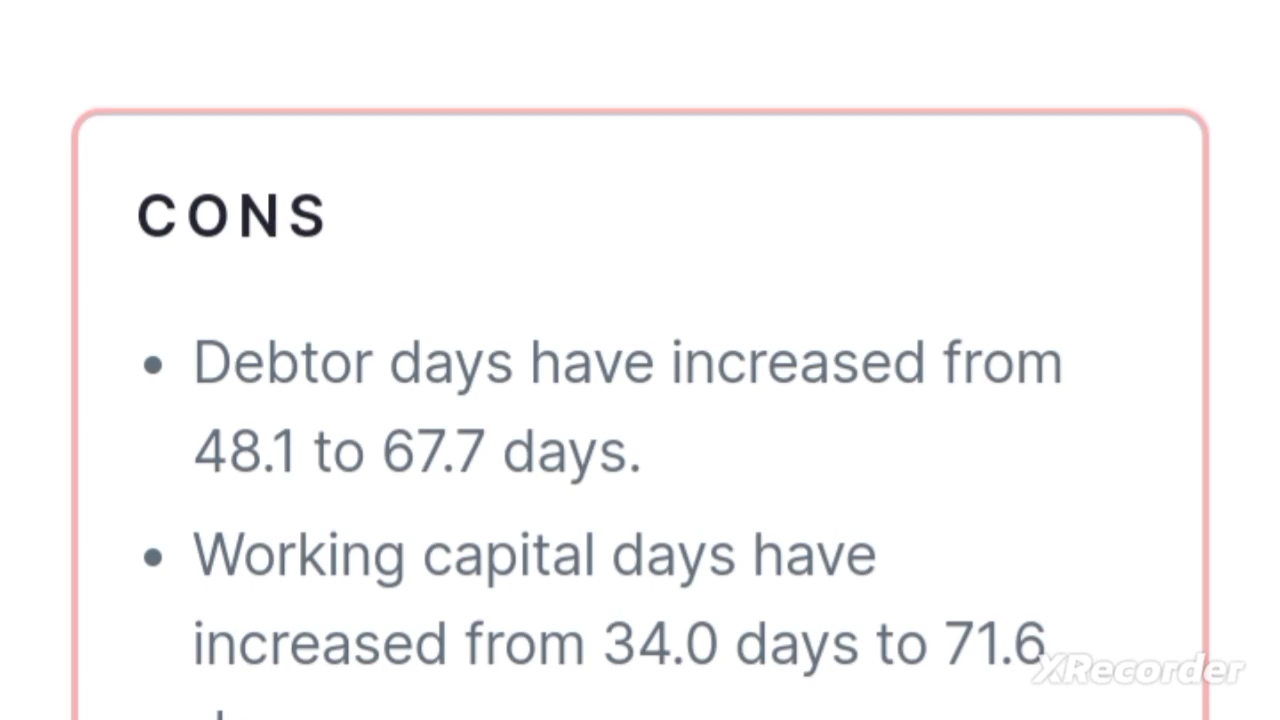 CONS
• Debtor days have increased from
48.1 to 67.7 days.
• Working capital days have
increased from 34.0 days to 71.6
XRecorder